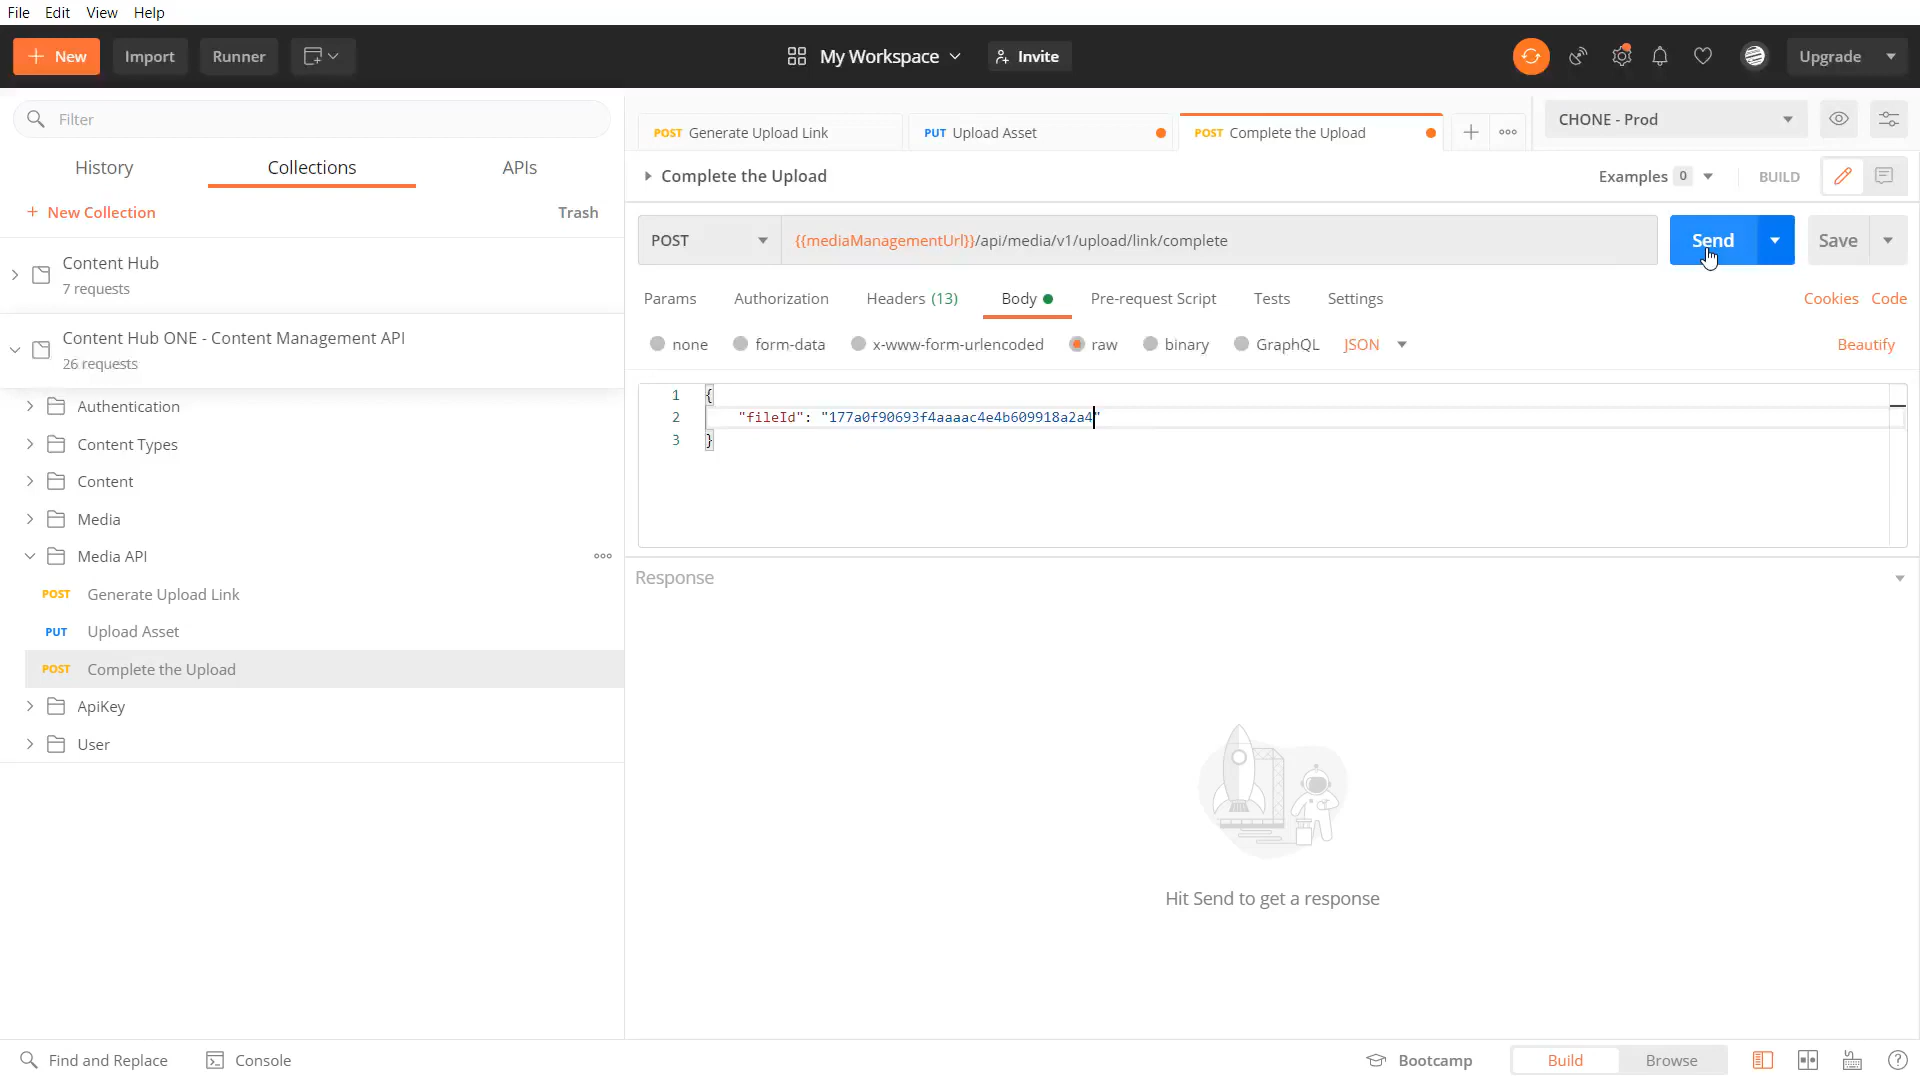 File Edit View Help
New Import Runner My Workspace Invite Upgrade
Filter
History Collections APIs
+ New Collection Trash
Content Hub
7 requests
Content Hub ONE - Content Management API
26 requests
Authentication
Content Types
Content
Media
Media API
POST Generate Upload Link
PUT Upload Asset
POST Complete the Upload
ApiKey
User
POST Generate Upload Link PUT Upload Asset POST Complete the Upload CHONE - Prod
Complete the Upload Examples 0 BUILD
POST {{mediaManagementUrl}}/api/media/v1/upload/link/complete Send Save
Params Authorization Headers (13) Body Pre-request Script Tests Settings Cookies Code
none form-data x-www-form-urlencoded raw binary GraphQL JSON Beautify
1 {
2 "fileId": "177a0f90693f4aaaac4e4b609918a2a4"
3 }
Response
Hit Send to get a response
Find and Replace Console Bootcamp Build Browse